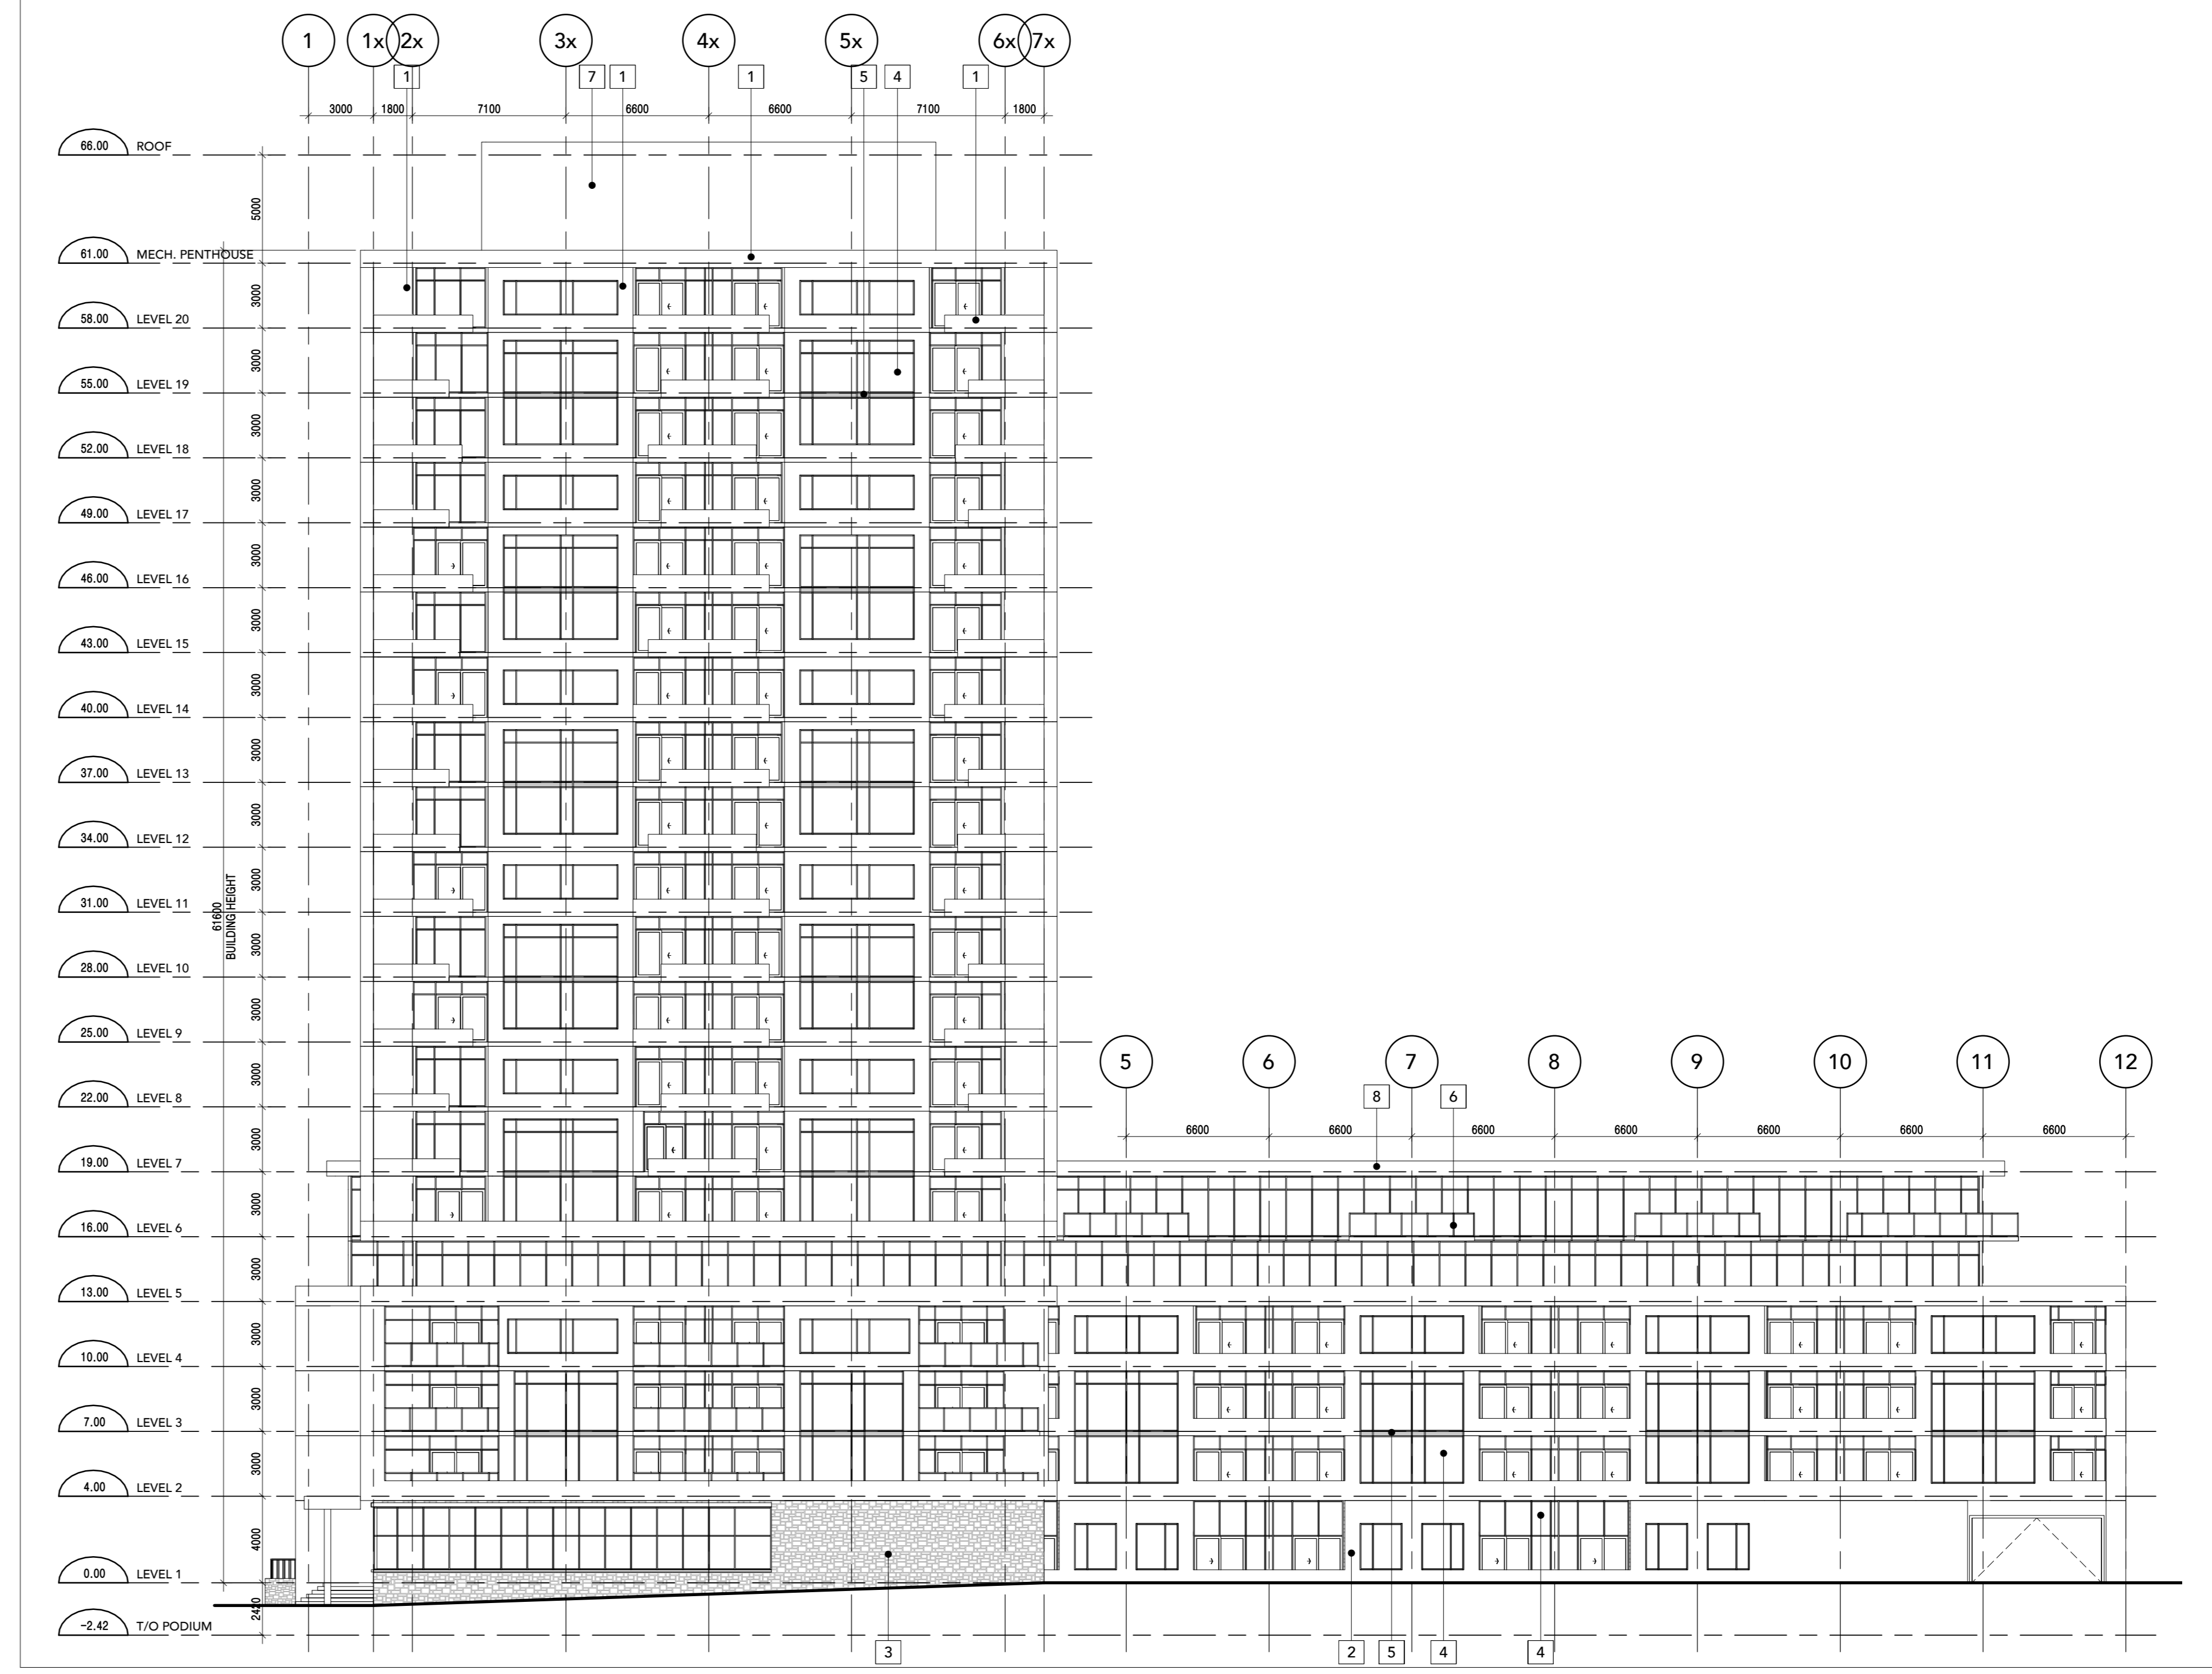 1 1x 2x 3x 4x 5x 6x 7x
1 7 1 1 5 4 1
3000 1800 7100 6600 6600 7100 1800
66.00 ROOF
5000
61.00 MECH. PENTHOUSE
3000
58.00 LEVEL 20
3000
55.00 LEVEL 19
3000
52.00 LEVEL 18
3000
49.00 LEVEL 17
3000
46.00 LEVEL 16
3000
43.00 LEVEL 15
3000
40.00 LEVEL 14
3000
37.00 LEVEL 13
3000
34.00 LEVEL 12
3000
31.00 LEVEL 11
61600
BUILDING HEIGHT
3000
28.00 LEVEL 10
3000
25.00 LEVEL 9
3000
5 6 7 8 9 10 11 12
22.00 LEVEL 8
8 6
6600 6600 6600 6600 6600 6600 6600
3000
19.00 LEVEL 7
3000
16.00 LEVEL 6
3000
13.00 LEVEL 5
3000
10.00 LEVEL 4
3000
7.00 LEVEL 3
3000
4.00 LEVEL 2
4000
0.00 LEVEL 1
2420
-2.42 T/O PODIUM
3 2 5 4 4